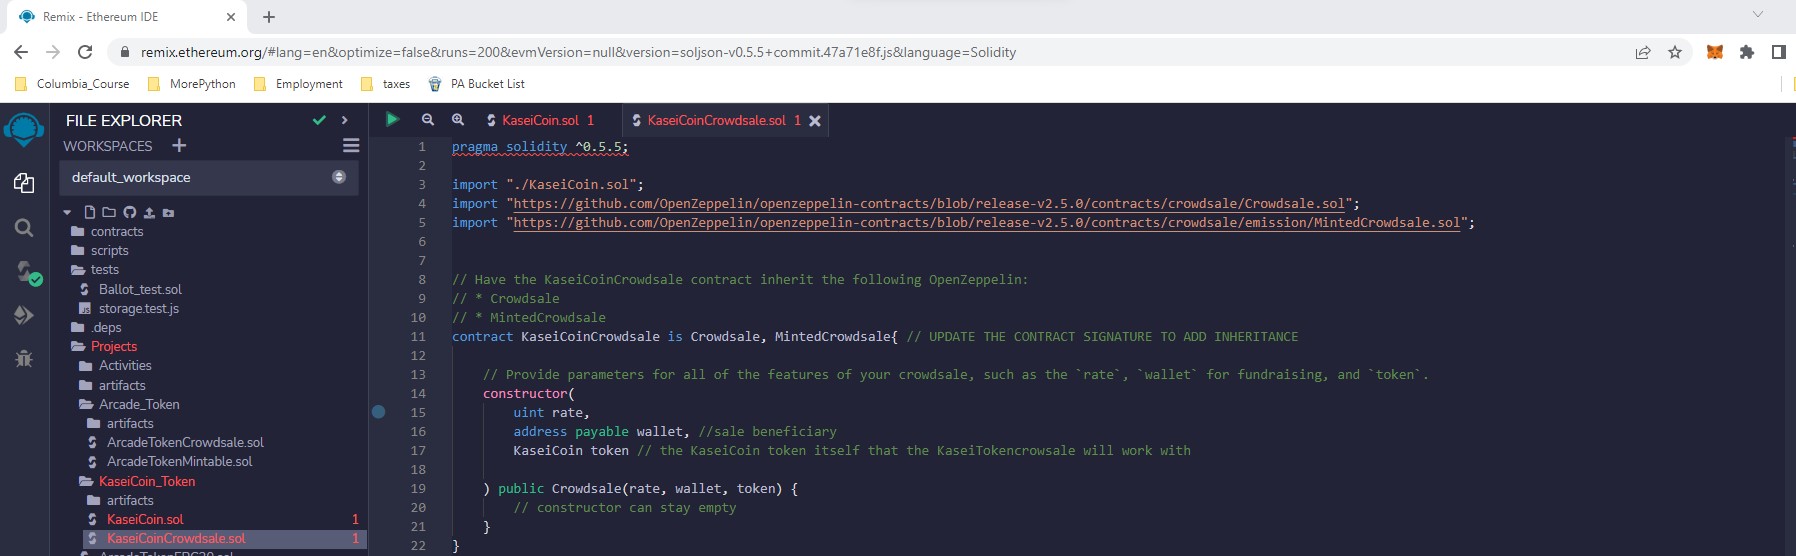 Remix - Ethereum IDE
remix.ethereum.org/#lang=en&optimize=false&runs=200&evmVersion=null&version=soljson-v0.5.5+commit.47a71e8f.js&language=Solidity
Columbia_Course MorePython Employment taxes PA Bucket List
FILE EXPLORER
WORKSPACES
default_workspace
contracts
scripts
tests
Ballot_test.sol
storage.test.js
.deps
Projects
Activities
artifacts
Arcade_Token
artifacts
ArcadeTokenCrowdsale.sol
ArcadeTokenMintable.sol
KaseiCoin_Token
artifacts
KaseiCoin.sol 1
KaseiCoinCrowdsale.sol 1
ArcadeTokenERC20.sol
KaseiCoin.sol 1 KaseiCoinCrowdsale.sol 1
1 pragma solidity ^0.5.5;
2
3 import "./KaseiCoin.sol";
4 import "https://github.com/OpenZeppelin/openzeppelin-contracts/blob/release-v2.5.0/contracts/crowdsale/Crowdsale.sol";
5 import "https://github.com/OpenZeppelin/openzeppelin-contracts/blob/release-v2.5.0/contracts/crowdsale/emission/MintedCrowdsale.sol";
6
7
8 // Have the KaseiCoinCrowdsale contract inherit the following OpenZeppelin:
9 // * Crowdsale
10 // * MintedCrowdsale
11 contract KaseiCoinCrowdsale is Crowdsale, MintedCrowdsale{ // UPDATE THE CONTRACT SIGNATURE TO ADD INHERITANCE
12
13 // Provide parameters for all of the features of your crowdsale, such as the `rate`, `wallet` for fundraising, and `token`.
14 constructor(
15 uint rate,
16 address payable wallet, //sale beneficiary
17 KaseiCoin token // the KaseiCoin token itself that the KaseiTokencrowsale will work with
18
19 ) public Crowdsale(rate, wallet, token) {
20 // constructor can stay empty
21 }
22 }